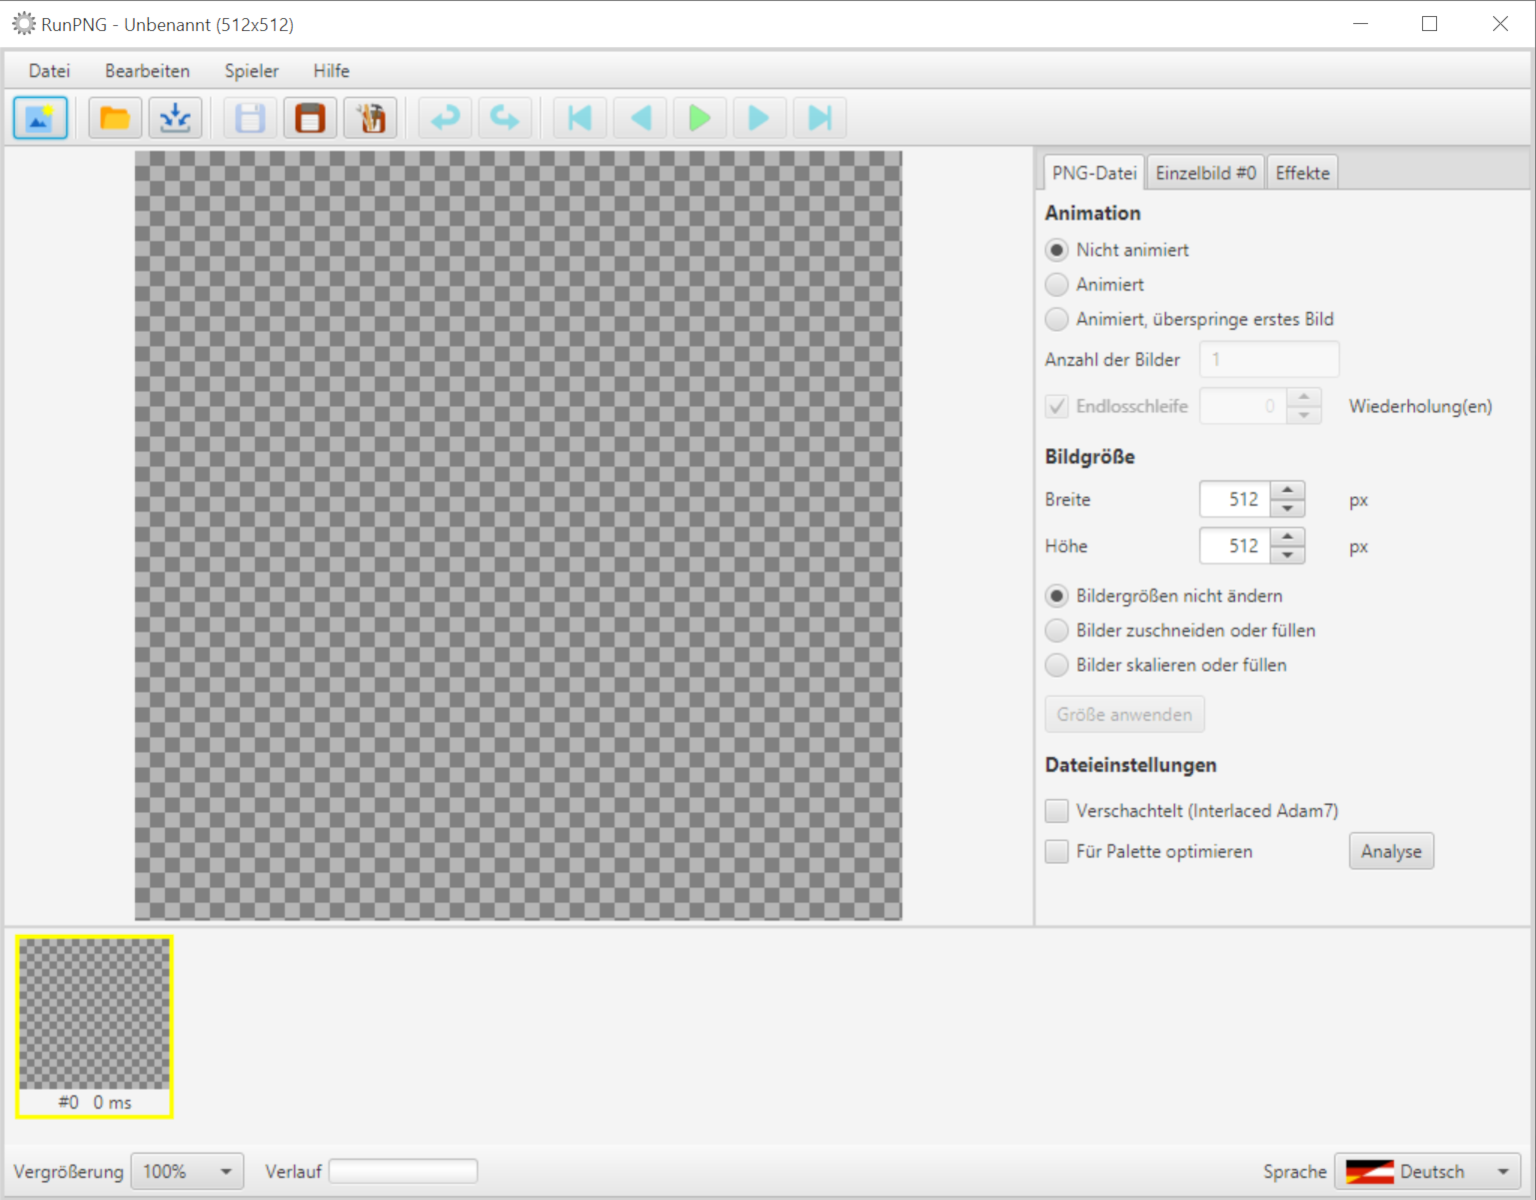 RunPNG - Unbenannt (512x512)
Datei Bearbeiten Spieler Hilfe
PNG-Datei Einzelbild #0 Effekte
Animation
Nicht animiert
Animiert
Animiert, überspringe erstes Bild
Anzahl der Bilder 1
Endlosschleife 0 Wiederholung(en)
Bildgröße
Breite 512 px
Höhe 512 px
Bildergrößen nicht ändern
Bilder zuschneiden oder füllen
Bilder skalieren oder füllen
Größe anwenden
Dateieinstellungen
Verschachtelt (Interlaced Adam7)
Für Palette optimieren Analyse
#0 0 ms
Vergrößerung 100% Verlauf Sprache Deutsch